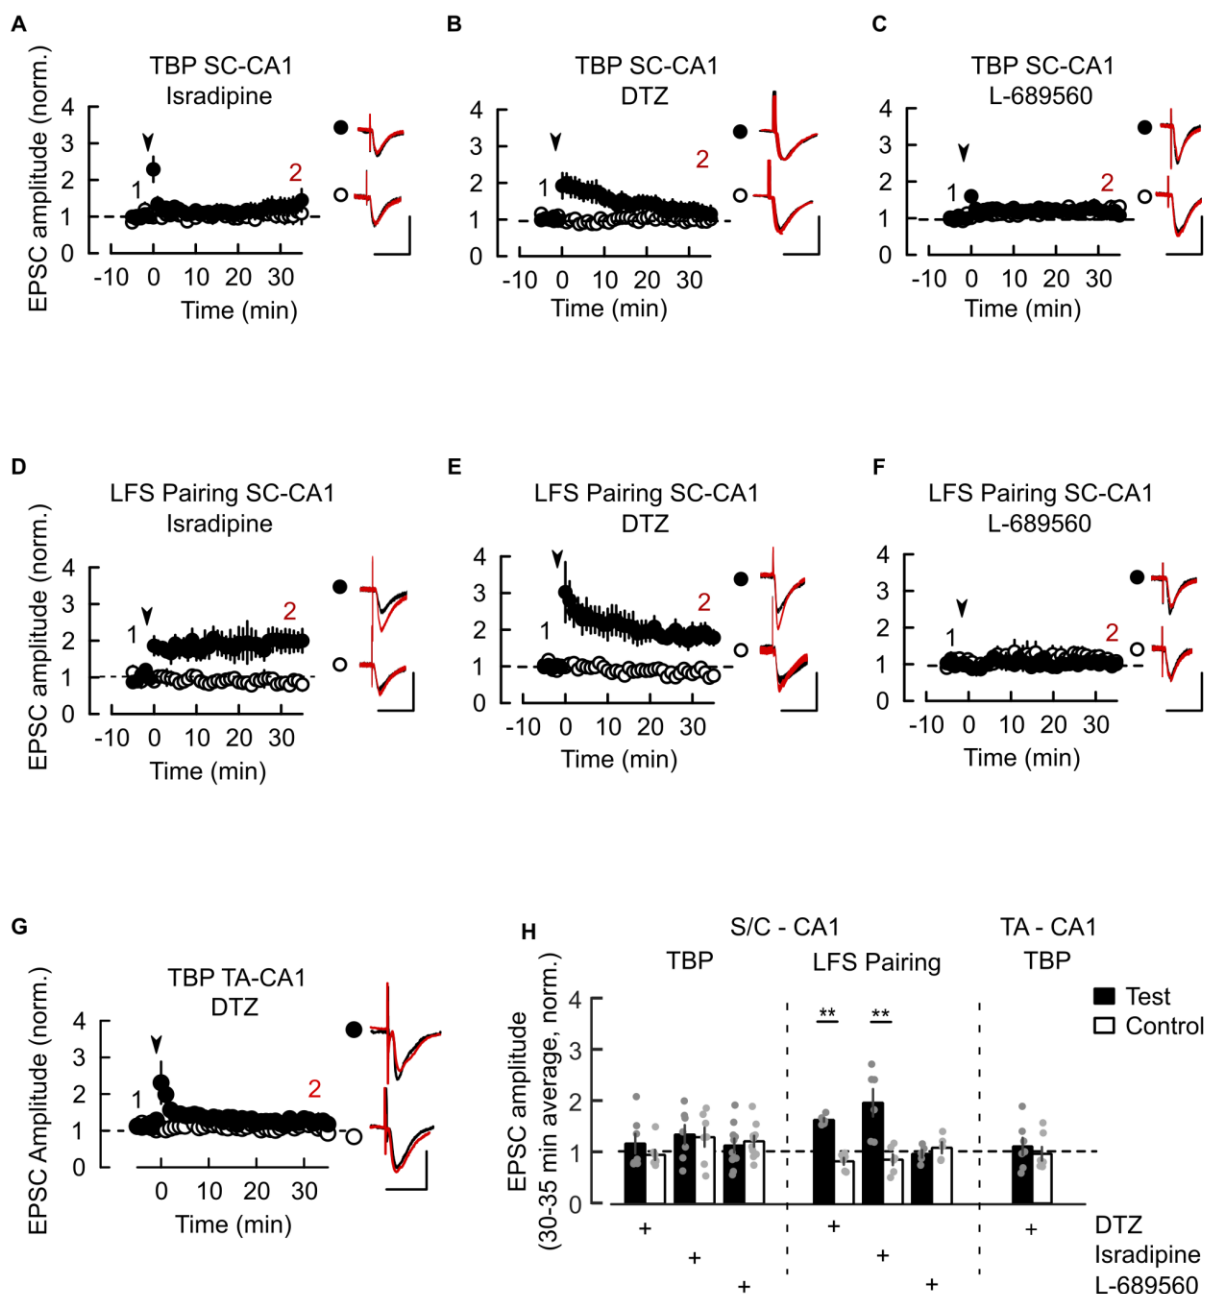 A
TBP SC-CA1
Isradipine
EPSC amplitude (norm.)
4
3
2
1
0
1
2
-10 0 10 20 30
Time (min)
B
TBP SC-CA1
DTZ
4
3
2
1
0
1
2
-10 0 10 20 30
Time (min)
C
TBP SC-CA1
L-689560
4
3
2
1
0
1
2
-10 0 10 20 30
Time (min)
D
LFS Pairing SC-CA1
Isradipine
EPSC amplitude (norm.)
4
3
2
1
0
1
2
-10 0 10 20 30
Time (min)
E
LFS Pairing SC-CA1
DTZ
4
3
2
1
0
1
2
-10 0 10 20 30
Time (min)
F
LFS Pairing SC-CA1
L-689560
4
3
2
1
0
1
2
-10 0 10 20 30
Time (min)
G
TBP TA-CA1
DTZ
EPSC Amplitude (norm.)
4
3
2
1
0
1
2
0 10 20 30
Time (min)
H
S/C - CA1 TA - CA1
TBP LFS Pairing TBP
Test
Control
EPSC amplitude
(30-35 min average, norm.)
4
3
2
1
0
** **
+ + + DTZ
+ + Isradipine
+ + L-689560